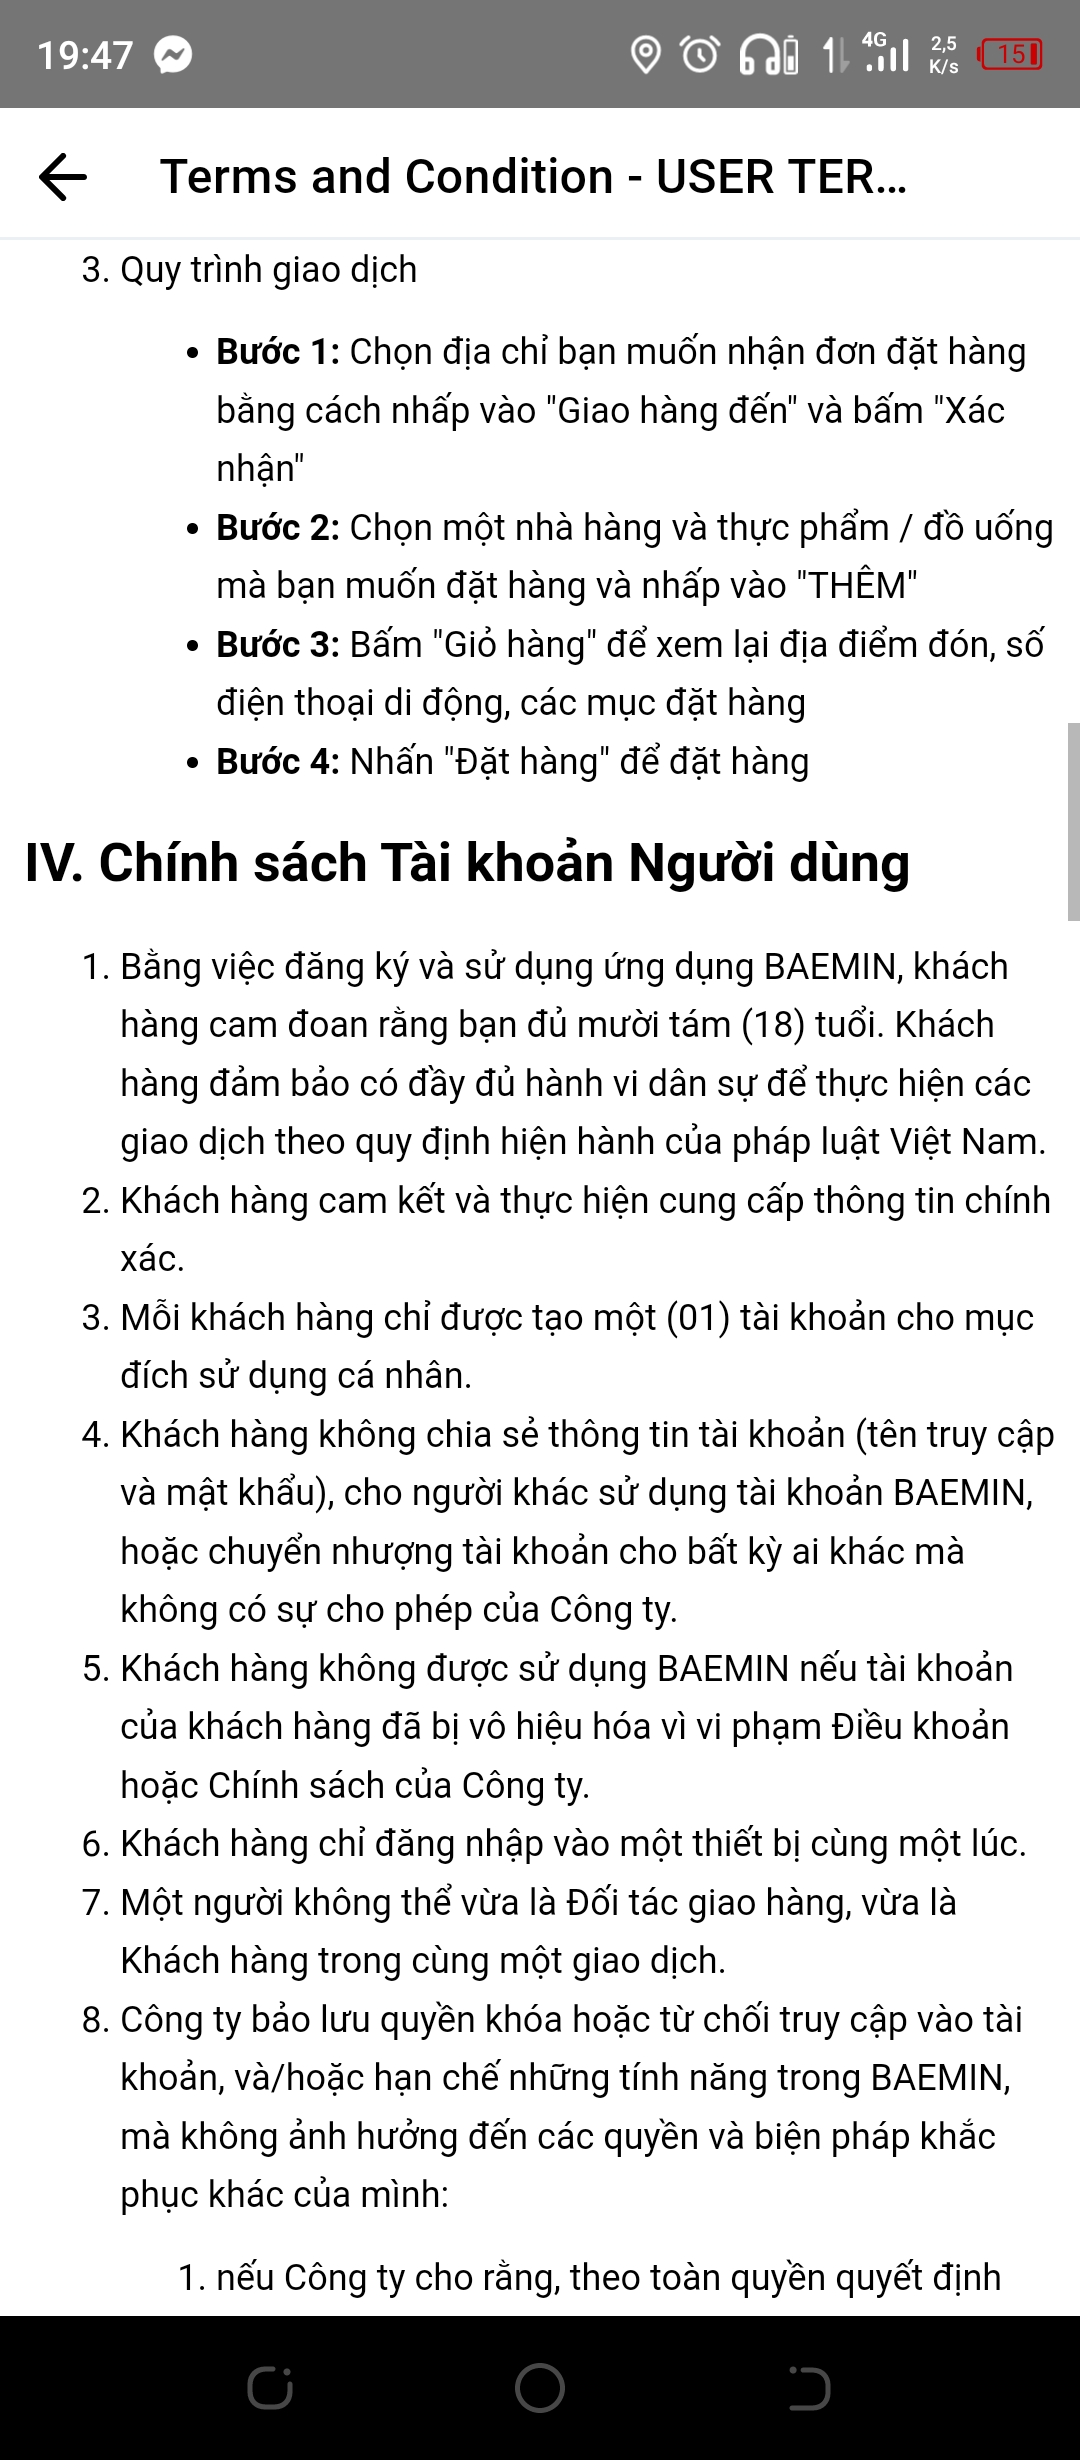 19:47
4G
2,5
K/s
15
Terms and Condition - USER TER...
3. Quy trình giao dịch
• Bước 1: Chọn địa chỉ bạn muốn nhận đơn đặt hàng
bằng cách nhấp vào "Giao hàng đến" và bấm "Xác
nhận"
• Bước 2: Chọn một nhà hàng và thực phẩm / đồ uống
mà bạn muốn đặt hàng và nhấp vào "THÊM"
• Bước 3: Bấm "Giỏ hàng" để xem lại địa điểm đón, số
điện thoại di động, các mục đặt hàng
• Bước 4: Nhấn "Đặt hàng" để đặt hàng
IV. Chính sách Tài khoản Người dùng
1. Bằng việc đăng ký và sử dụng ứng dụng BAEMIN, khách
hàng cam đoan rằng bạn đủ mười tám (18) tuổi. Khách
hàng đảm bảo có đầy đủ hành vi dân sự để thực hiện các
giao dịch theo quy định hiện hành của pháp luật Việt Nam.
2. Khách hàng cam kết và thực hiện cung cấp thông tin chính
xác.
3. Mỗi khách hàng chỉ được tạo một (01) tài khoản cho mục
đích sử dụng cá nhân.
4. Khách hàng không chia sẻ thông tin tài khoản (tên truy cập
và mật khẩu), cho người khác sử dụng tài khoản BAEMIN,
hoặc chuyển nhượng tài khoản cho bất kỳ ai khác mà
không có sự cho phép của Công ty.
5. Khách hàng không được sử dụng BAEMIN nếu tài khoản
của khách hàng đã bị vô hiệu hóa vì vi phạm Điều khoản
hoặc Chính sách của Công ty.
6. Khách hàng chỉ đăng nhập vào một thiết bị cùng một lúc.
7. Một người không thể vừa là Đối tác giao hàng, vừa là
Khách hàng trong cùng một giao dịch.
8. Công ty bảo lưu quyền khóa hoặc từ chối truy cập vào tài
khoản, và/hoặc hạn chế những tính năng trong BAEMIN,
mà không ảnh hưởng đến các quyền và biện pháp khắc
phục khác của mình:
1. nếu Công ty cho rằng, theo toàn quyền quyết định